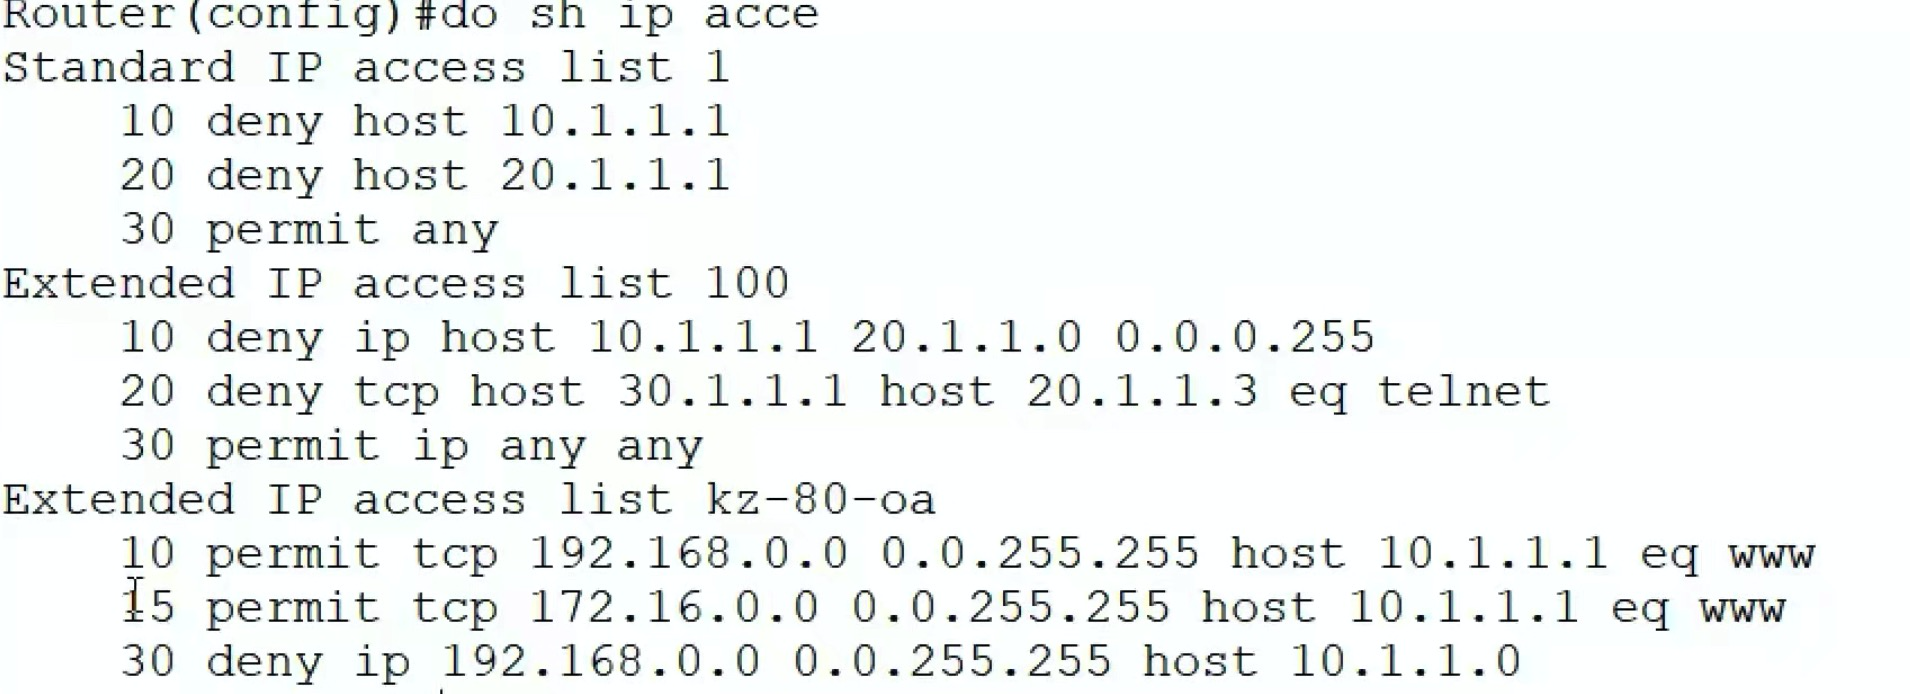 Router(config)#do sh ip acce
Standard IP access list 1
10 deny host 10.1.1.1
20 deny host 20.1.1.1
30 permit any
Extended IP access list 100
10 deny ip host 10.1.1.1 20.1.1.0 0.0.0.255
20 deny tcp host 30.1.1.1 host 20.1.1.3 eq telnet
30 permit ip any any
Extended IP access list kz-80-oa
10 permit tcp 192.168.0.0 0.0.255.255 host 10.1.1.1 eq www
15 permit tcp 172.16.0.0 0.0.255.255 host 10.1.1.1 eq www
30 deny ip 192.168.0.0 0.0.255.255 host 10.1.1.0